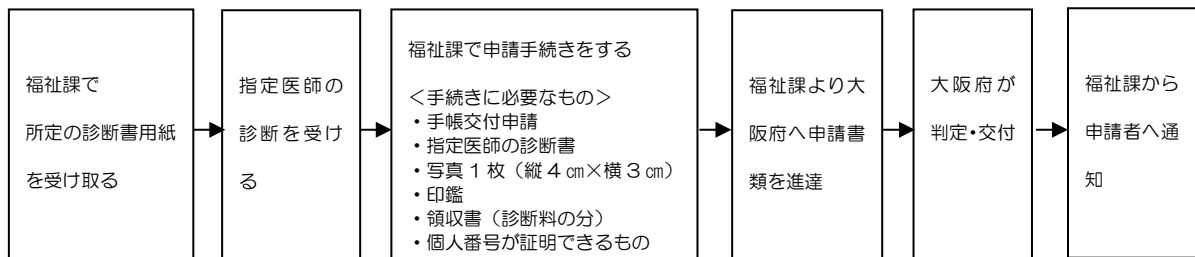 福祉課で
所定の診断書用紙
を受け取る
指定医師の
診断を受け
る
福祉課で申請手続きをする
＜手続きに必要なもの＞
・手帳交付申請
・指定医師の診断書
・写真１枚（縦４㎝×横３㎝）
・印鑑
・領収書（診断料の分）
・個人番号が証明できるもの
福祉課より大
阪府へ申請書
類を進達
大阪府が
判定・交付
福祉課から
申請者へ通
知